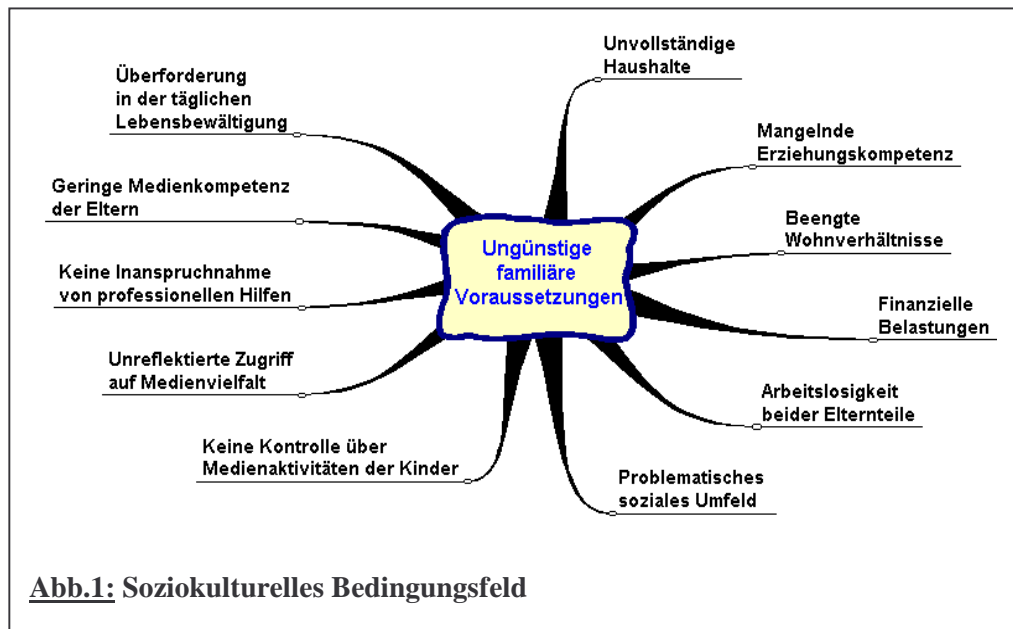 Unvollständige
Haushalte
Überforderung
in der täglichen
Lebensbewältigung
Mangelnde
Erziehungskompetenz
Geringe Medienkompetenz
der Eltern
Beengte
Wohnverhältnisse
Ungünstige
familiäre
Voraussetzungen
Keine Inanspruchnahme
von professionellen Hilfen
Finanzielle
Belastungen
Unreflektierte Zugriff
auf Medienvielfalt
Arbeitslosigkeit
beider Elternteile
Keine Kontrolle über
Medienaktivitäten der Kinder
Problematisches
soziales Umfeld
Abb.1: Soziokulturelles Bedingungsfeld